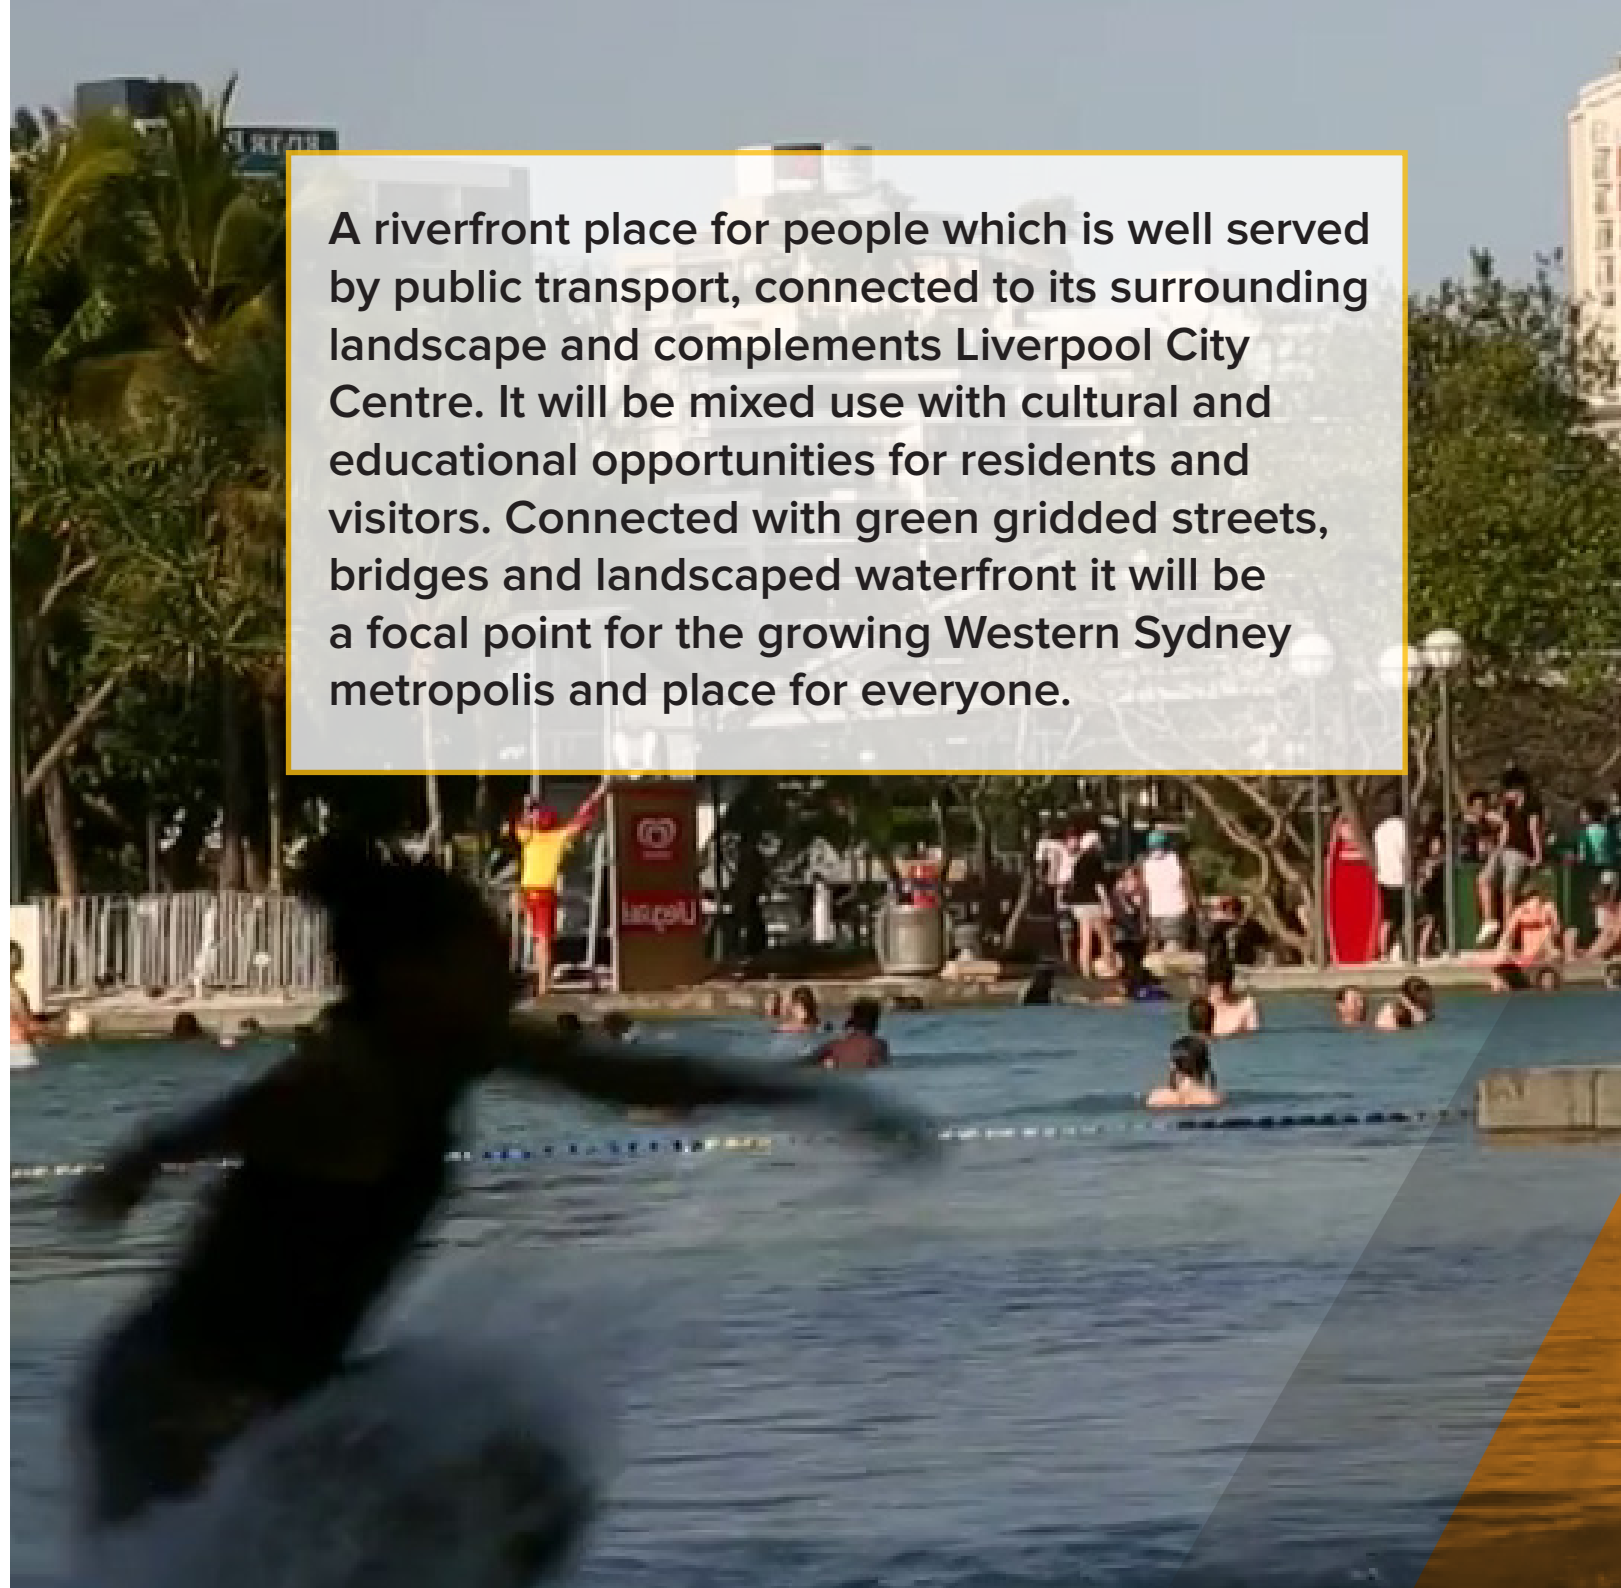 A riverfront place for people which is well served
by public transport, connected to its surrounding
landscape and complements Liverpool City
Centre. It will be mixed use with cultural and
educational opportunities for residents and
visitors. Connected with green gridded streets,
bridges and landscaped waterfront it will be
a focal point for the growing Western Sydney
metropolis and place for everyone.